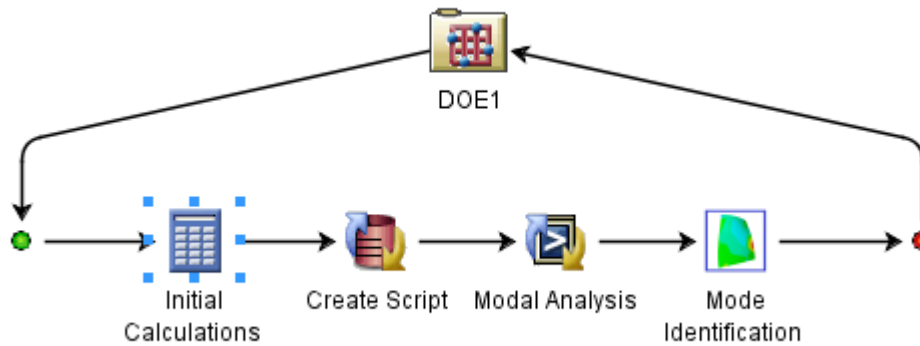 DOE1
Initial
Calculations
Create Script
Modal Analysis
Mode
Identification